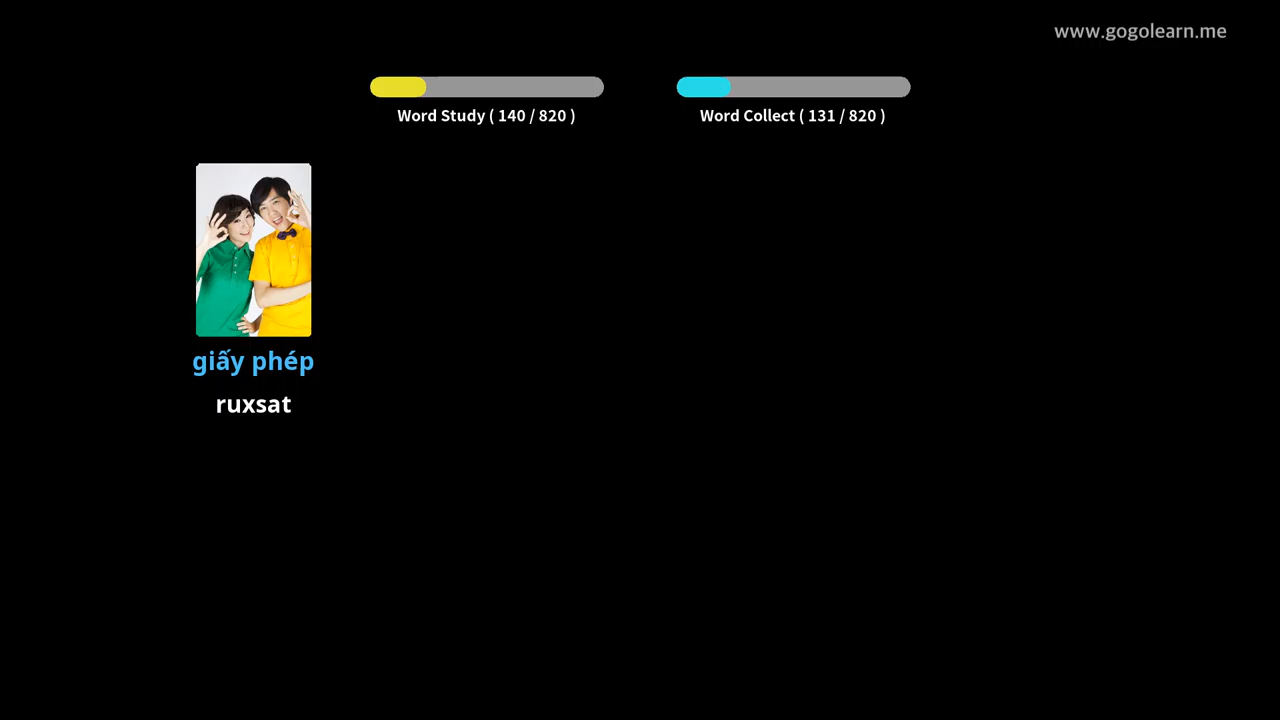 www.gogolearn.me
Word Study ( 140 / 820 )
Word Collect ( 131 / 820 )
giấy phép
ruxsat